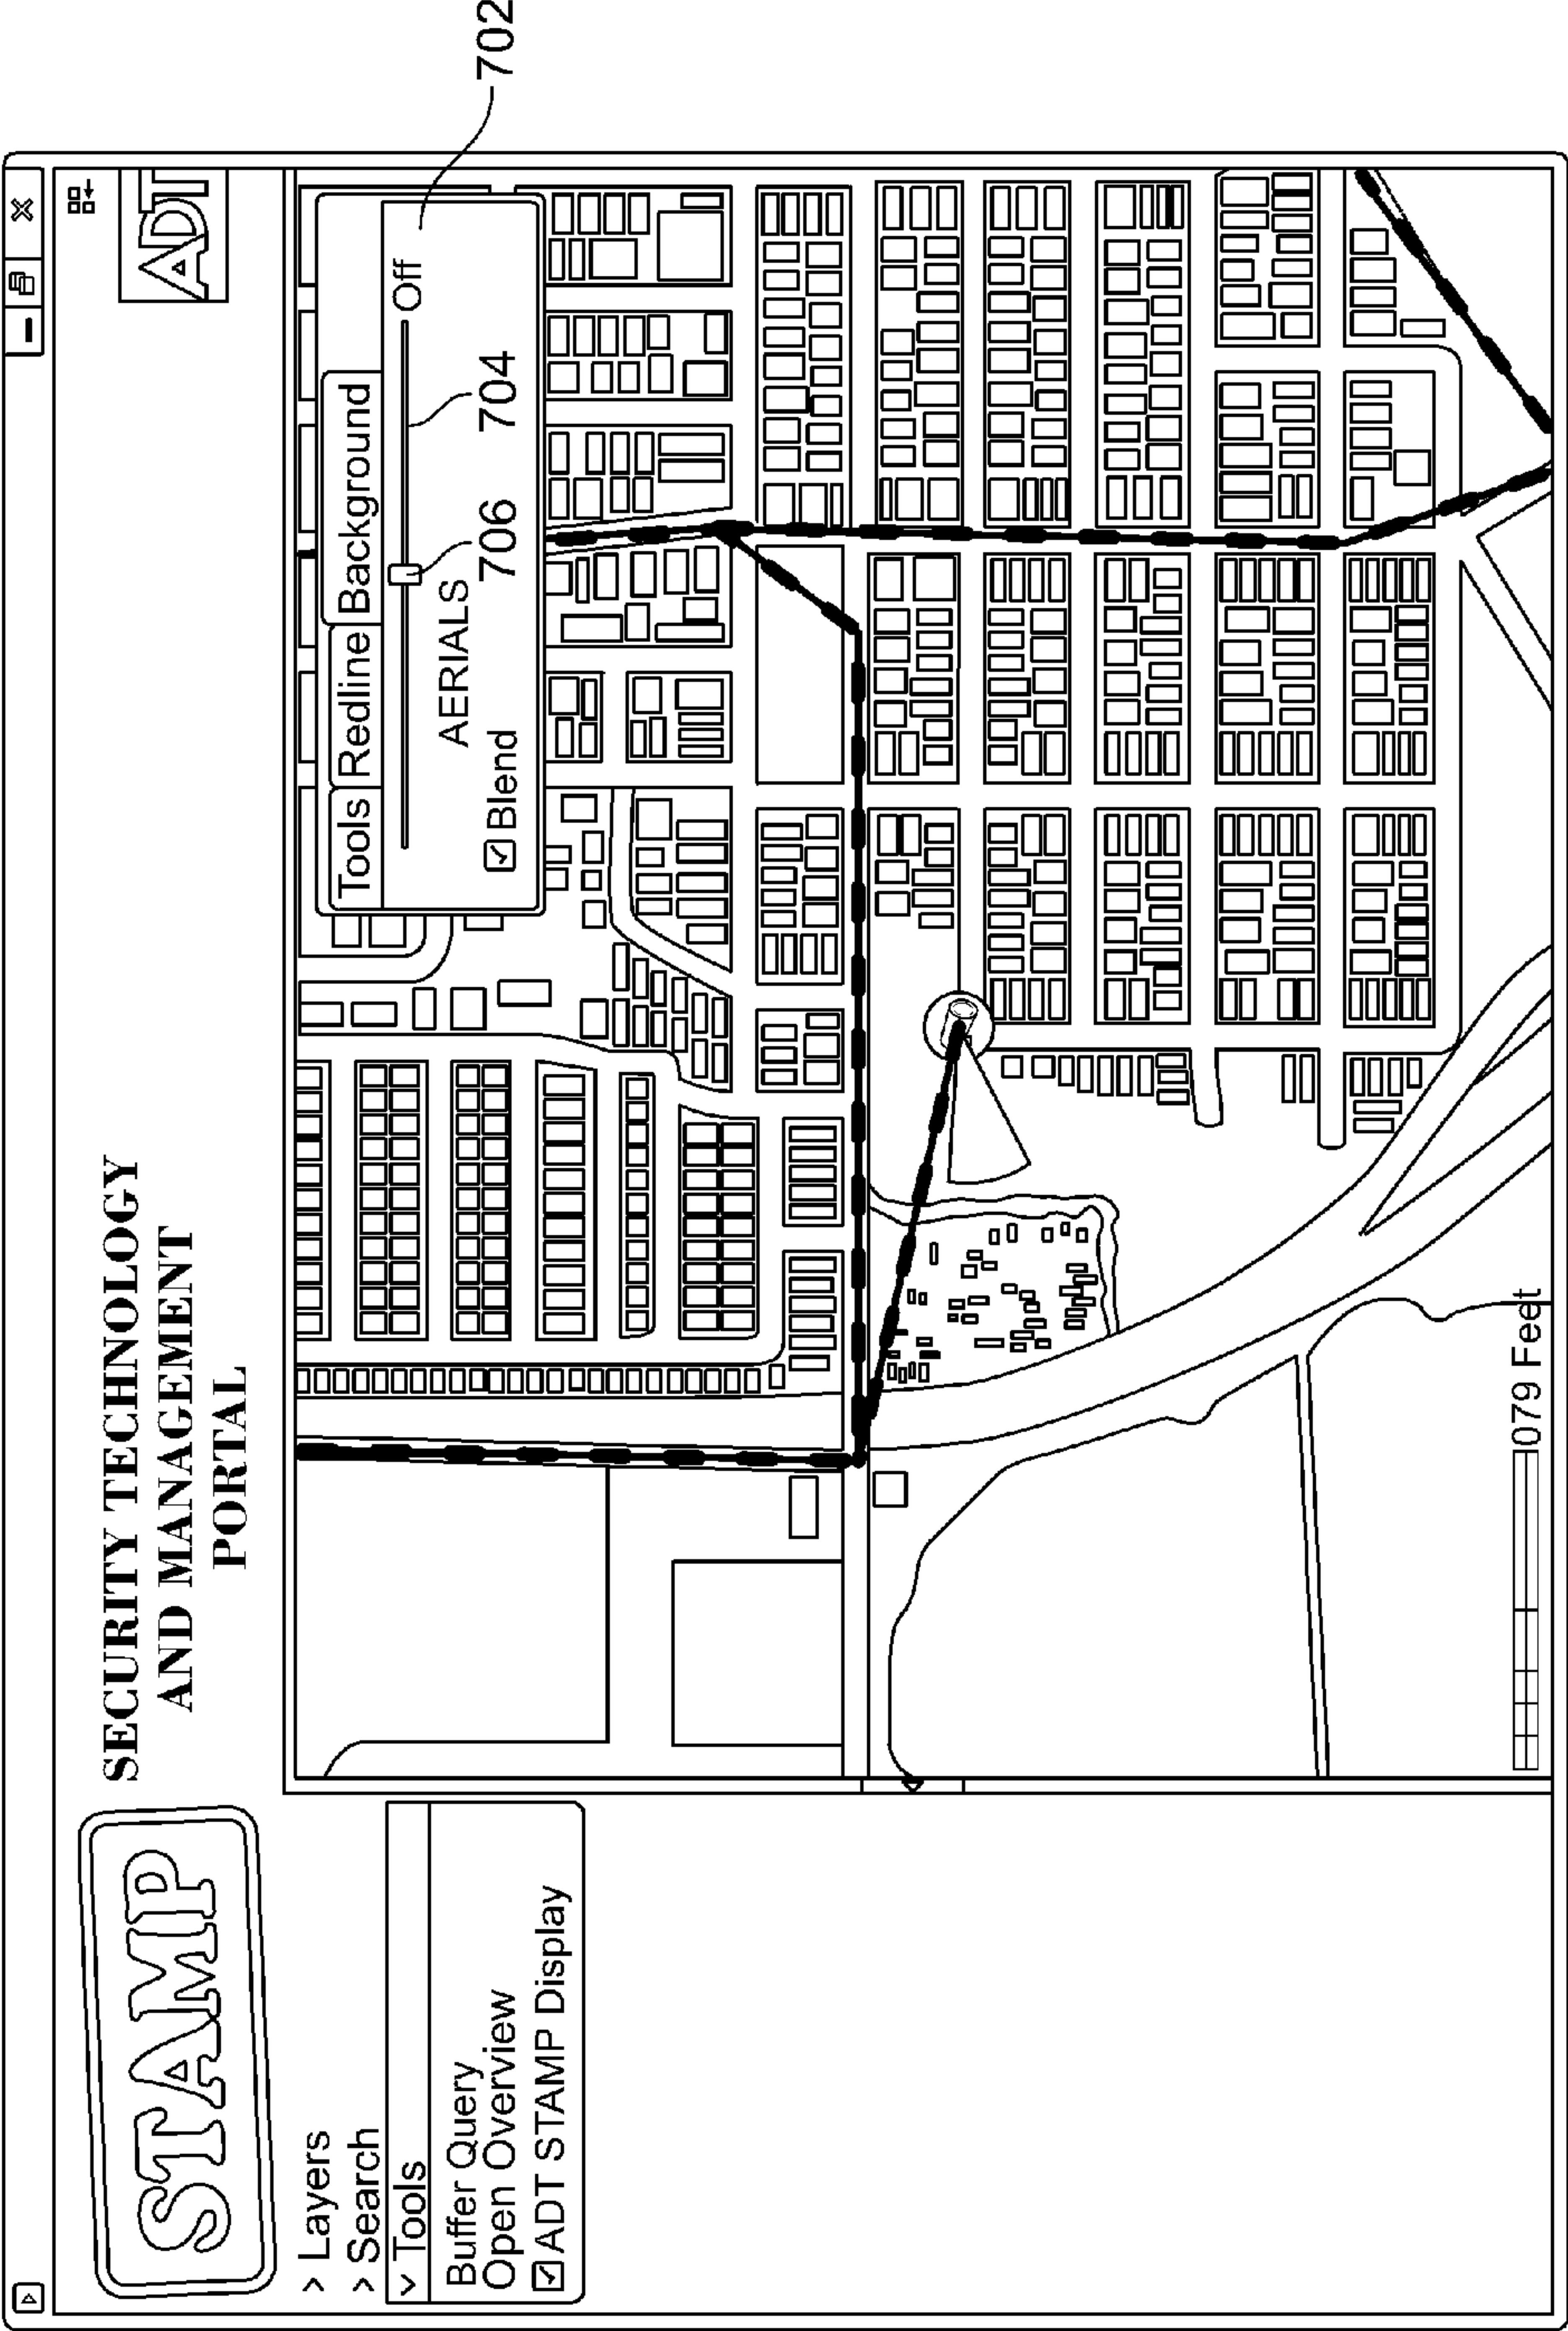 STAMP
SECURITY TECHNOLOGY
AND MANAGEMENT
PORTAL
ADT
> Layers
> Search
Tools
Buffer Query
Open Overview
ADT STAMP Display
Tools Redline Background
Off
AERIALS
Blend
702
704
706
079 Feet